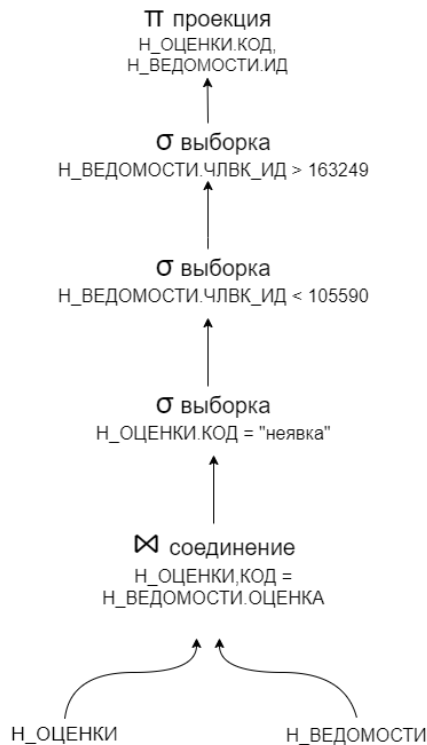 π проекция
Н_ОЦЕНКИ.КОД,
Н_ВЕДОМОСТИ.ИД
σ выборка
Н_ВЕДОМОСТИ.ЧЛВК_ИД > 163249
σ выборка
Н_ВЕДОМОСТИ.ЧЛВК_ИД < 105590
σ выборка
Н_ОЦЕНКИ.КОД = "неявка"
⋈ соединение
Н_ОЦЕНКИ,КОД =
Н_ВЕДОМОСТИ.ОЦЕНКА
Н_ОЦЕНКИ
Н_ВЕДОМОСТИ